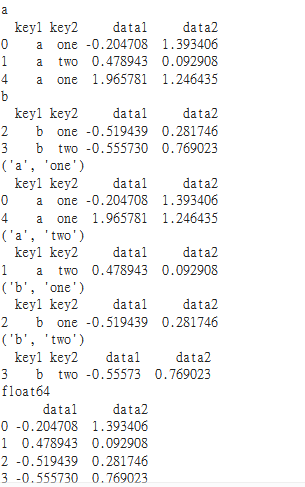 a
key1 key2 data1 data2
0 a one -0.204708 1.393406
1 a two 0.478943 0.092908
4 a one 1.965781 1.246435
b
key1 key2 data1 data2
2 b one -0.519439 0.281746
3 b two -0.555730 0.769023
('a', 'one')
key1 key2 data1 data2
0 a one -0.204708 1.393406
4 a one 1.965781 1.246435
('a', 'two')
key1 key2 data1 data2
1 a two 0.478943 0.092908
('b', 'one')
key1 key2 data1 data2
2 b one -0.519439 0.281746
('b', 'two')
key1 key2 data1 data2
3 b two -0.55573 0.769023
float64
data1 data2
0 -0.204708 1.393406
1 0.478943 0.092908
2 -0.519439 0.281746
3 -0.555730 0.769023